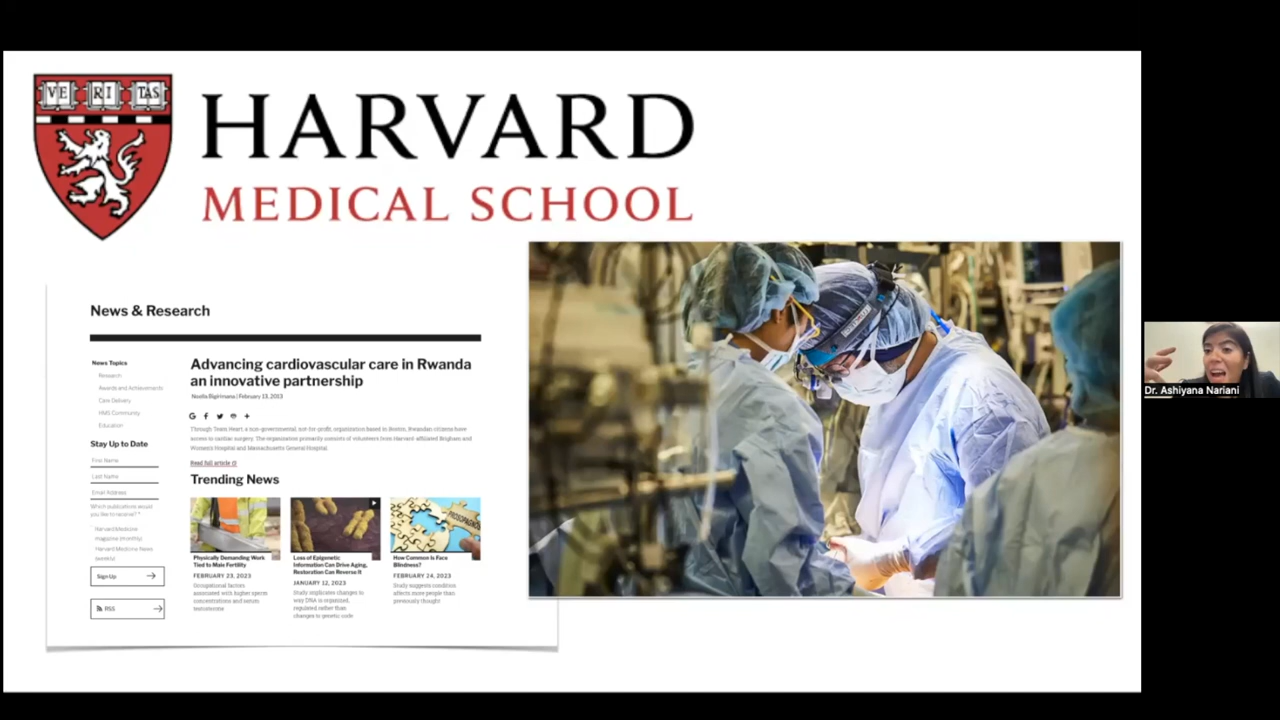 VE RI TAS
HARVARD
MEDICAL SCHOOL
News & Research
News Topics
Research
Awards and Achievements
Care Delivery
HMS Community
Education
Stay Up to Date
First Name
Last Name
Email Address
Which publications would
you like to receive? *
Harvard Medicine
magazine (monthly)
Harvard Medicine News
(weekly)
Sign Up
RSS
Advancing cardiovascular care in Rwanda
an innovative partnership
February 13, 2013
Through Team Heart, a non-governmental, not-for-profit, organization based in Boston, Rwandan citizens have
access to cardiac surgery. The organization primarily consists of volunteers from Harvard-affiliated Brigham and
Women's Hospital and Massachusetts General Hospital.
Read full article
Trending News
Physically Demanding Work
Tied to Male Fertility
FEBRUARY 23, 2023
Occupational factors
associated with higher sperm
concentrations and serum
testosterone
Loss of Epigenetic
Information Can Drive Aging,
Restoration Can Reverse It
JANUARY 12, 2023
Study implicates changes to
way DNA is organized,
regulated rather than
changes to genetic code
How Common Is Face
Blindness?
FEBRUARY 24, 2023
Study suggests condition
affects more people than
previously thought
Dr. Ashiyana Nariani